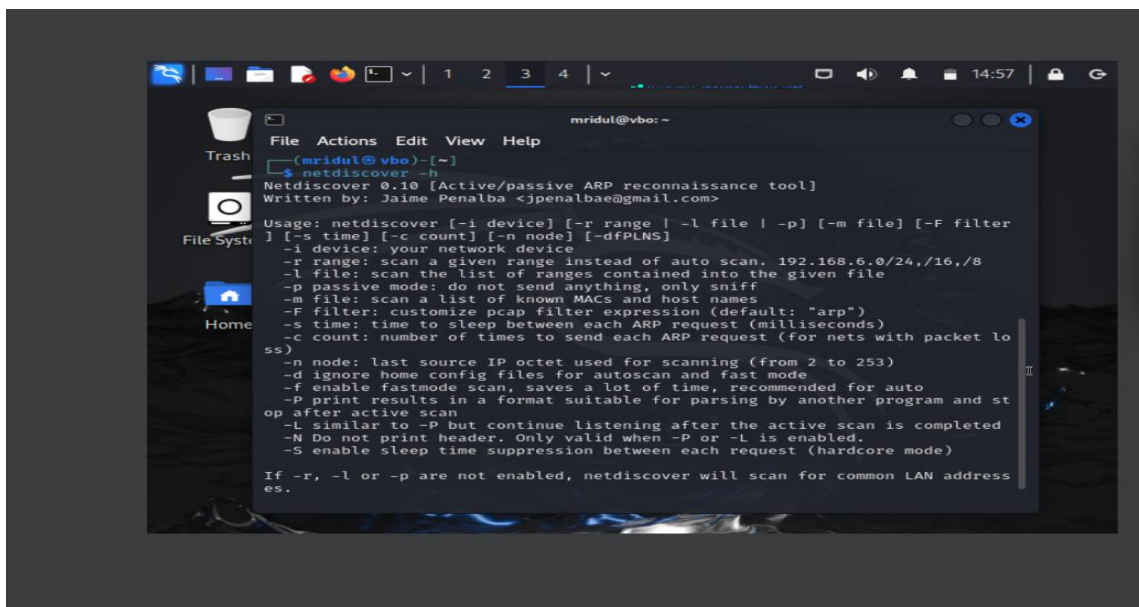 1 2 3 4 14:57
mridul@vbo: ~
File Actions Edit View Help
Trash
(mridul㉿vbo)-[~]
$ netdiscover -h
Netdiscover 0.10 [Active/passive ARP reconnaissance tool]
Written by: Jaime Penalba <jpenalbae@gmail.com>
Usage: netdiscover [-i device] [-r range | -l file | -p] [-m file] [-F filter
] [-s time] [-c count] [-n node] [-dfPLNS]
File Syste
-i device: your network device
-r range: scan a given range instead of auto scan. 192.168.6.0/24,/16,/8
-l file: scan the list of ranges contained into the given file
-p passive mode: do not send anything, only sniff
-m file: scan a list of known MACs and host names
-F filter: customize pcap filter expression (default: "arp")
Home
-s time: time to sleep between each ARP request (milliseconds)
-c count: number of times to send each ARP request (for nets with packet lo
ss)
-n node: last source IP octet used for scanning (from 2 to 253)
-d ignore home config files for autoscan and fast mode
-f enable fastmode scan, saves a lot of time, recommended for auto
-P print results in a format suitable for parsing by another program and st
op after active scan
-L similar to -P but continue listening after the active scan is completed
-N Do not print header. Only valid when -P or -L is enabled.
-S enable sleep time suppression between each request (hardcore mode)
If -r, -l or -p are not enabled, netdiscover will scan for common LAN address
es.